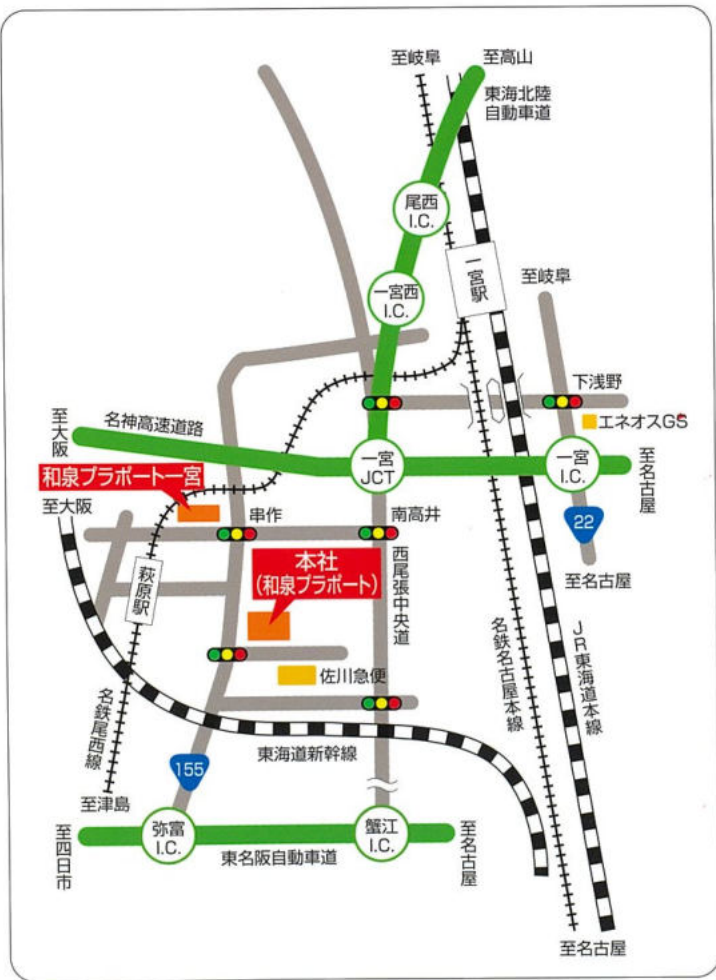 至岐阜
至高山
東海北陸
自動車道
尾西
I.C.
一宮駅
一宮西
I.C.
至岐阜
下浅野
エネオスGS
至大阪
名神高速道路
一宮
JCT
一宮
I.C.
至名古屋
和泉プラポート一宮
至大阪
串作
南高井
22
本社
(和泉プラポート)
西尾張中央道
至名古屋
萩原駅
佐川急便
名鉄名古屋本線
JR東海道本線
名鉄尾西線
東海道新幹線
155
至津島
至四日市
弥富
I.C.
東名阪自動車道
蟹江
I.C.
至名古屋
至名古屋